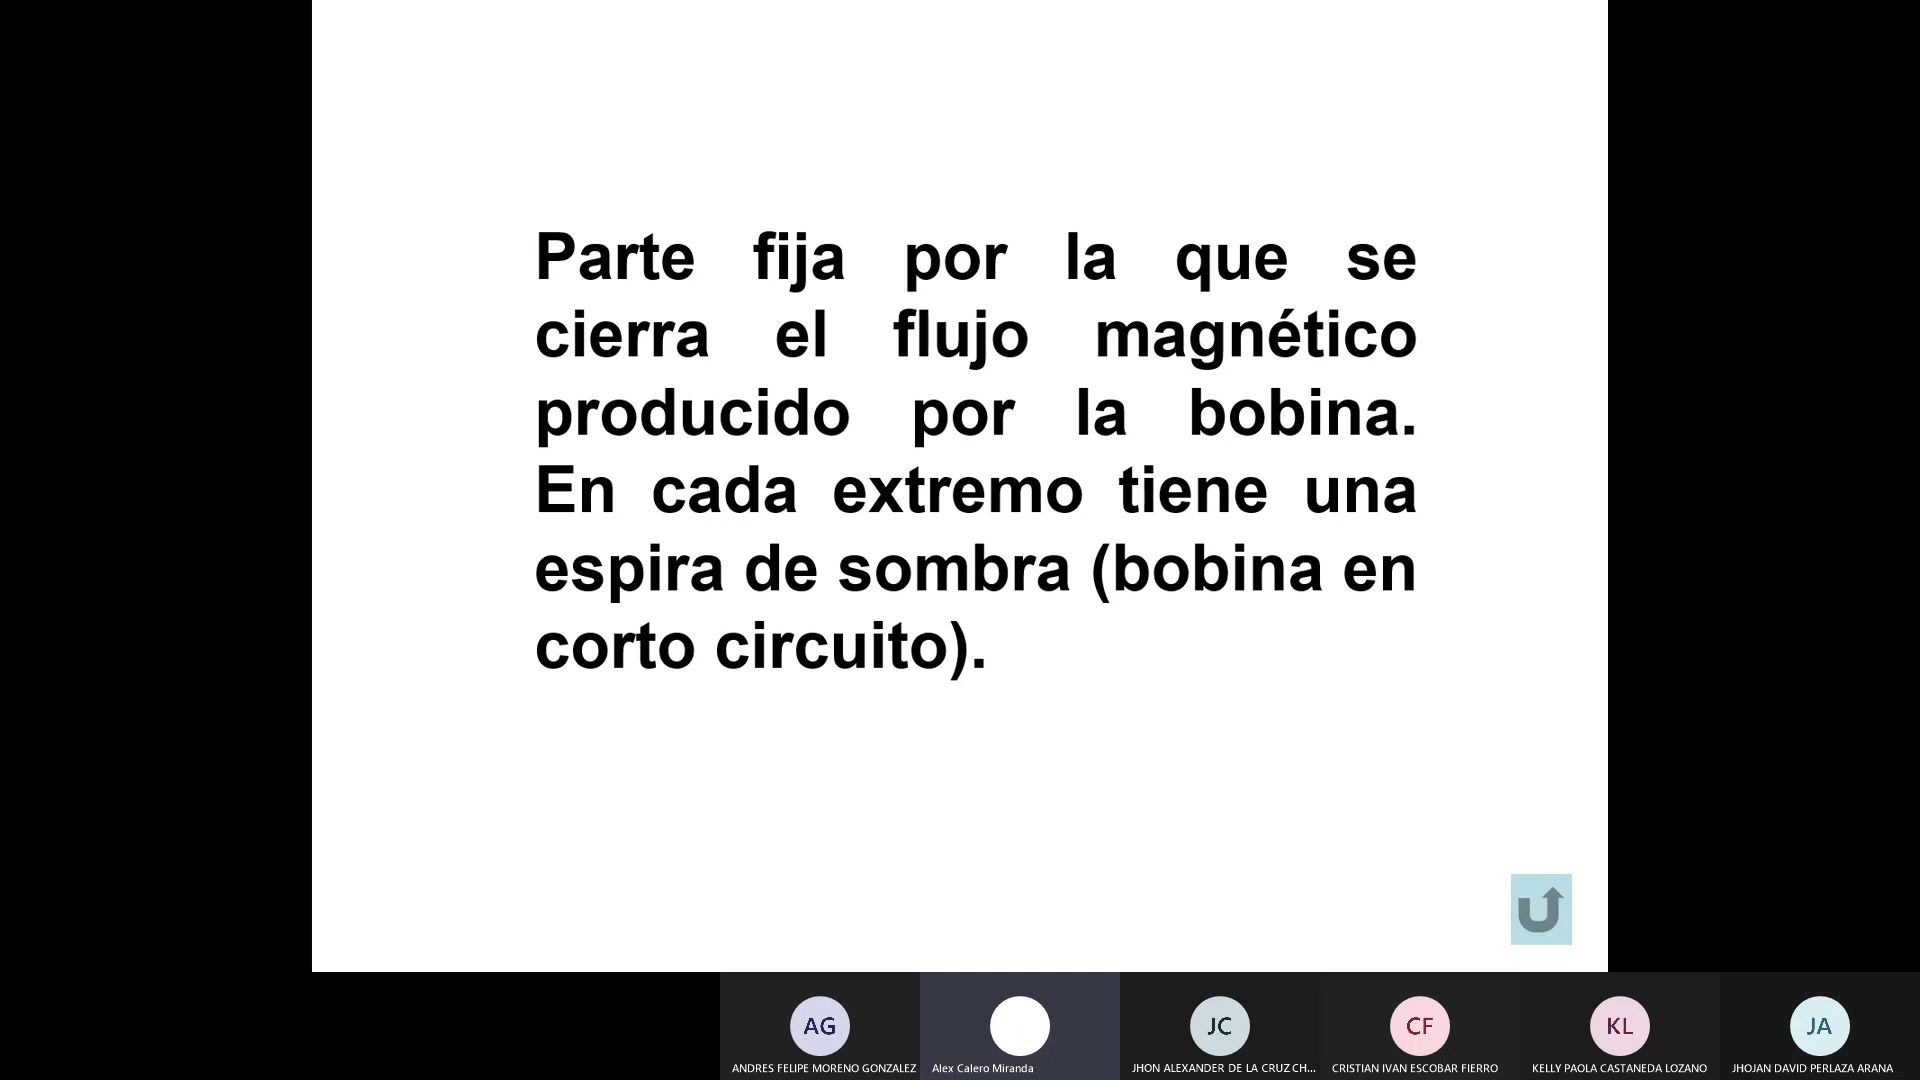 Parte fija por la que se
cierra el flujo magnético
producido por la bobina.
En cada extremo tiene una
espira de sombra (bobina en
corto circuito).
AG
JC
CF
KL
JA
ANDRES FELIPE MORENO GONZALEZ
Alex Calero Miranda
JHON ALEXANDER DE LA CRUZ CH...
CRISTIAN IVAN ESCOBAR FIERRO
KELLY PAOLA CASTANEDA LOZANO
JHOJAN DAVID PERLAZA ARANA